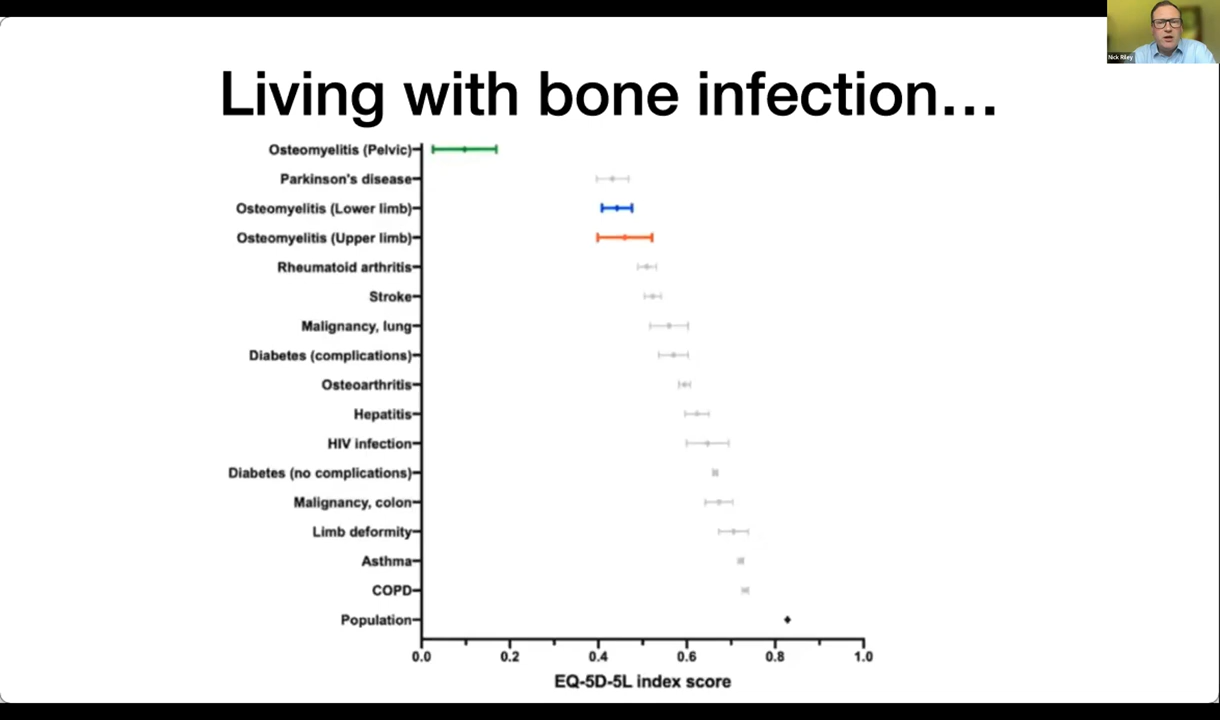 Nick Riley
Living with bone infection...
Osteomyelitis (Pelvic)
Parkinson's disease
Osteomyelitis (Lower limb)
Osteomyelitis (Upper limb)
Rheumatoid arthritis
Stroke
Malignancy, lung
Diabetes (complications)
Osteoarthritis
Hepatitis
HIV infection
Diabetes (no complications)
Malignancy, colon
Limb deformity
Asthma
COPD
Population
0.0 0.2 0.4 0.6 0.8 1.0
EQ-5D-5L index score